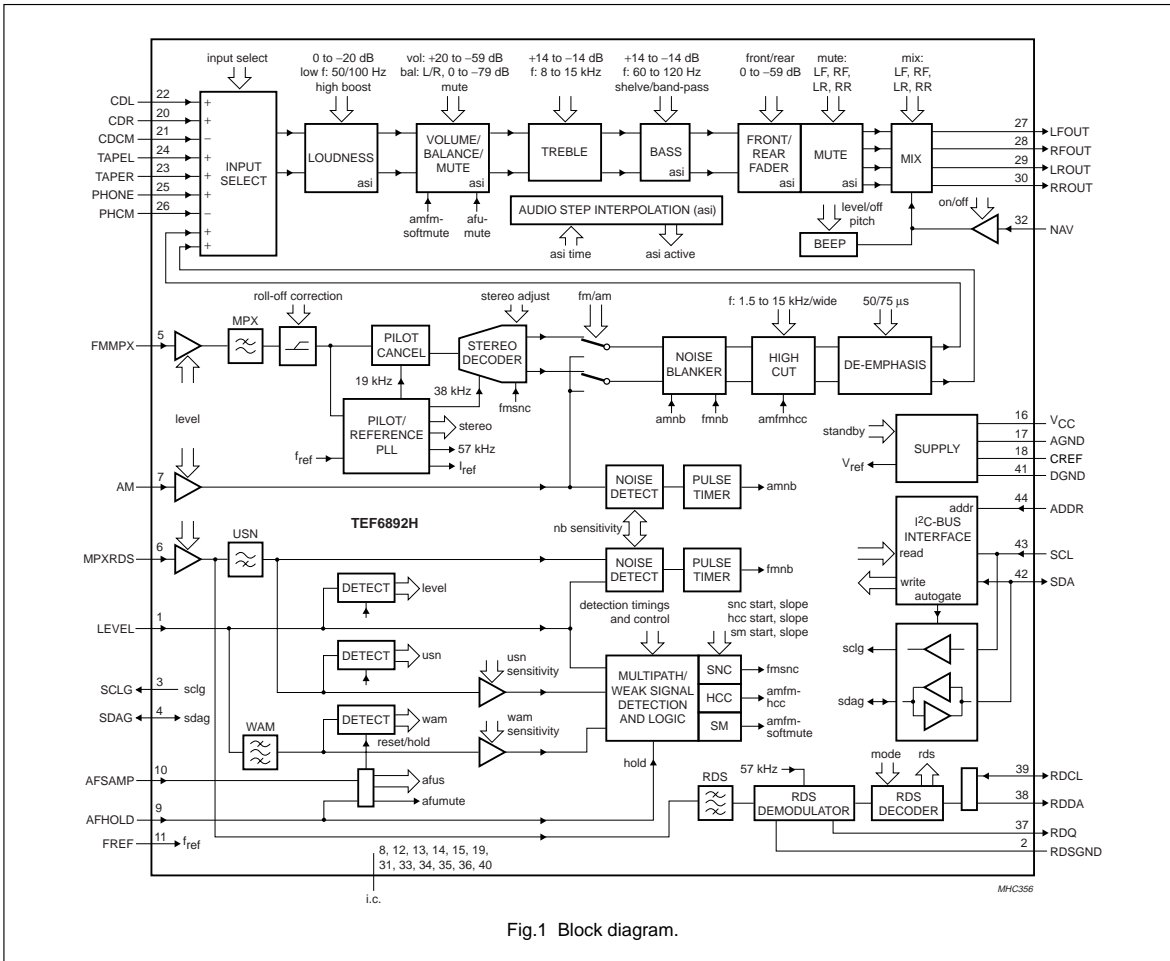 input select
0 to −20 dB
low f: 50/100 Hz
high boost
vol: +20 to −59 dB
bal: L/R, 0 to −79 dB
mute
+14 to −14 dB
f: 8 to 15 kHz
+14 to −14 dB
f: 60 to 120 Hz
shelve/band-pass
front/rear
0 to −59 dB
mute:
LF, RF,
LR, RR
mix:
LF, RF,
LR, RR
CDL
22
+
CDR
20
+
CDCM
21
−
TAPEL
24
+
TAPER
23
+
PHONE
25
+
PHCM
26
−
+
+
INPUT
SELECT
LOUDNESS
asi
VOLUME/
BALANCE/
MUTE
asi
TREBLE
BASS
asi
FRONT/
REAR
FADER
asi
MUTE
asi
MIX
27
LFOUT
28
RFOUT
29
LROUT
30
RROUT
amfm-
softmute
afu-
mute
AUDIO STEP INTERPOLATION (asi)
asi time
asi active
level/off
pitch
BEEP
on/off
32
NAV
roll-off correction
stereo adjust
fm/am
f: 1.5 to 15 kHz/wide
50/75 μs
FMMPX
5
MPX
PILOT
CANCEL
STEREO
DECODER
NOISE
BLANKER
HIGH
CUT
DE-EMPHASIS
19 kHz
38 kHz
fmsnc
amnb
fmnb
amfmhcc
level
PILOT/
REFERENCE
PLL
stereo
57 kHz
Iref
fref
standby
SUPPLY
Vref
16
VCC
17
AGND
18
CREF
41
DGND
AM
7
NOISE
DETECT
PULSE
TIMER
amnb
TEF6892H
nb sensitivity
MPXRDS
6
USN
NOISE
DETECT
PULSE
TIMER
fmnb
addr
I²C-BUS
INTERFACE
read
write
autogate
44
ADDR
43
SCL
42
SDA
DETECT
level
detection timings
and control
snc start, slope
hcc start, slope
sm start, slope
LEVEL
1
DETECT
usn
usn
sensitivity
MULTIPATH/
WEAK SIGNAL
DETECTION
AND LOGIC
SNC
fmsnc
HCC
amfm-
hcc
SM
amfm-
softmute
sclg
sdag
SCLG
3
sclg
SDAG
4
sdag
WAM
DETECT
wam
reset/hold
wam
sensitivity
hold
AFSAMP
10
afus
afumute
AFHOLD
9
FREF
11
fref
RDS
57 kHz
RDS
DEMODULATOR
mode
rds
RDS
DECODER
39
RDCL
38
RDDA
37
RDQ
2
RDSGND
8, 12, 13, 14, 15, 19,
31, 33, 34, 35, 36, 40
i.c.
MHC356
Fig.1 Block diagram.